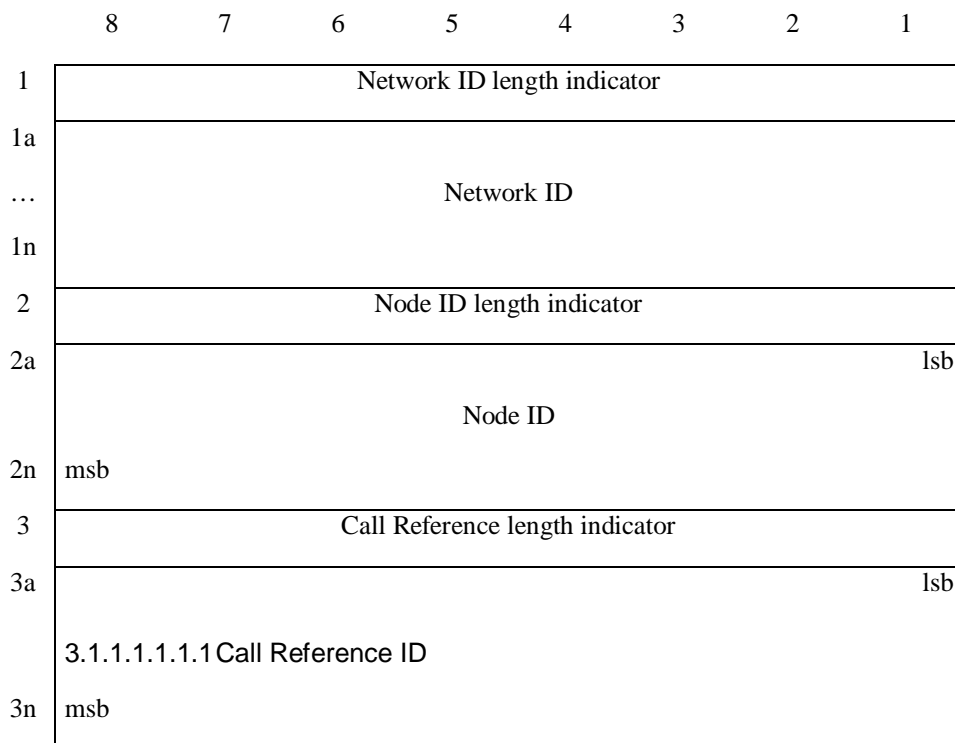 8 7 6 5 4 3 2 1
1 Network ID length indicator
1a
… Network ID
1n
2 Node ID length indicator
2a lsb
Node ID
2n msb
3 Call Reference length indicator
3a lsb
3.1.1.1.1.1.1 Call Reference ID
3n msb